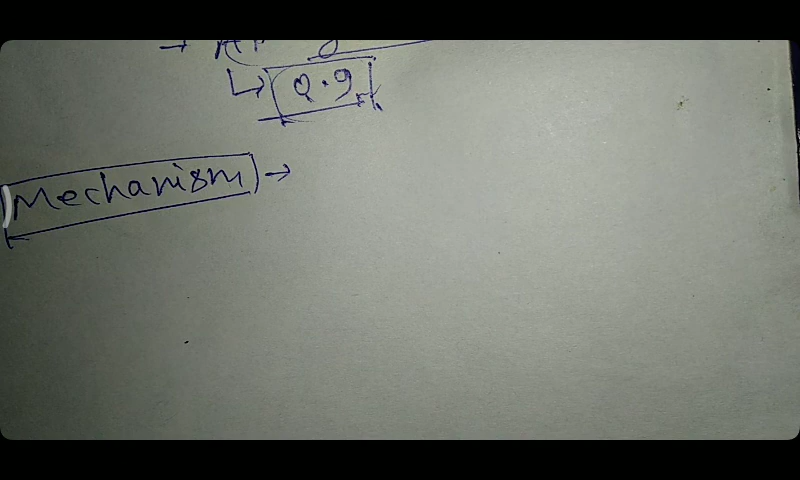 →
↳ Q.9
Mechanism →